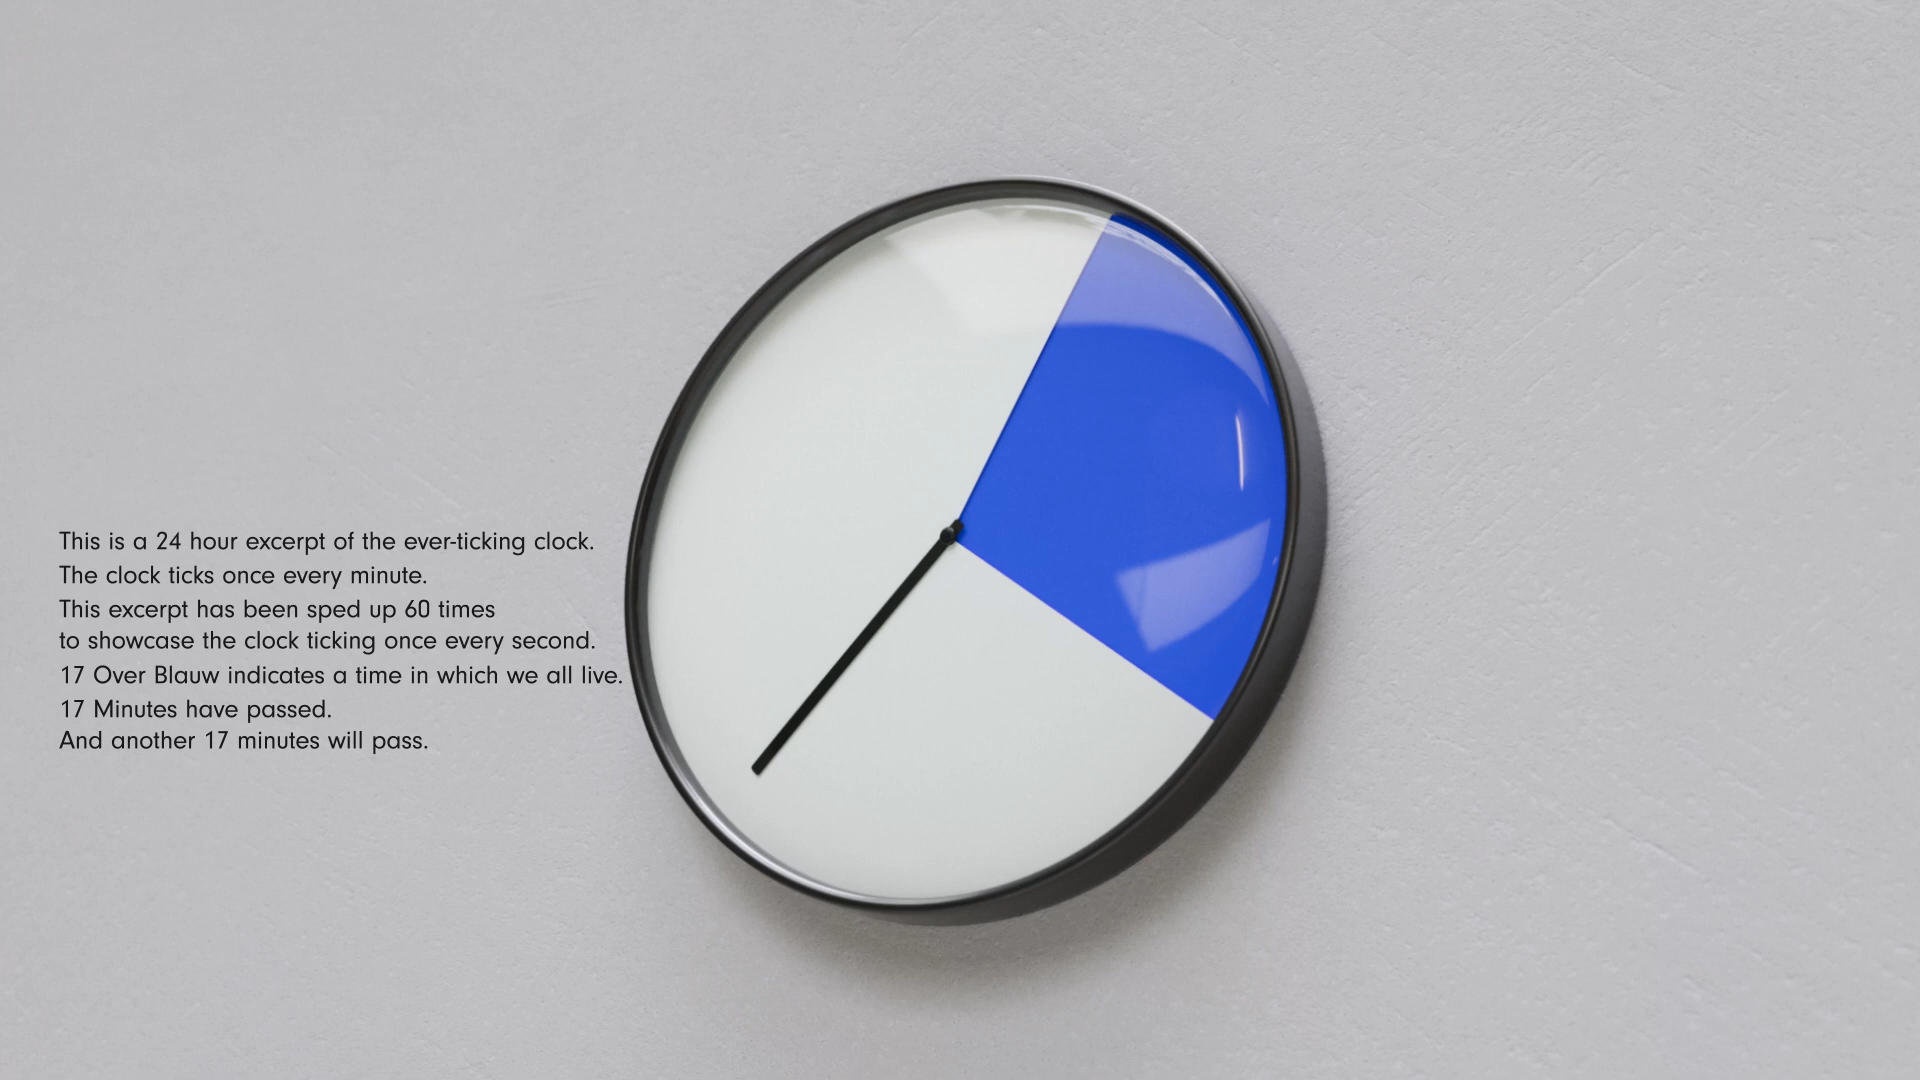 This is a 24 hour excerpt of the ever-ticking clock.
The clock ticks once every minute.
This excerpt has been sped up 60 times
to showcase the clock ticking once every second.
17 Over Blauw indicates a time in which we all live.
17 Minutes have passed.
And another 17 minutes will pass.